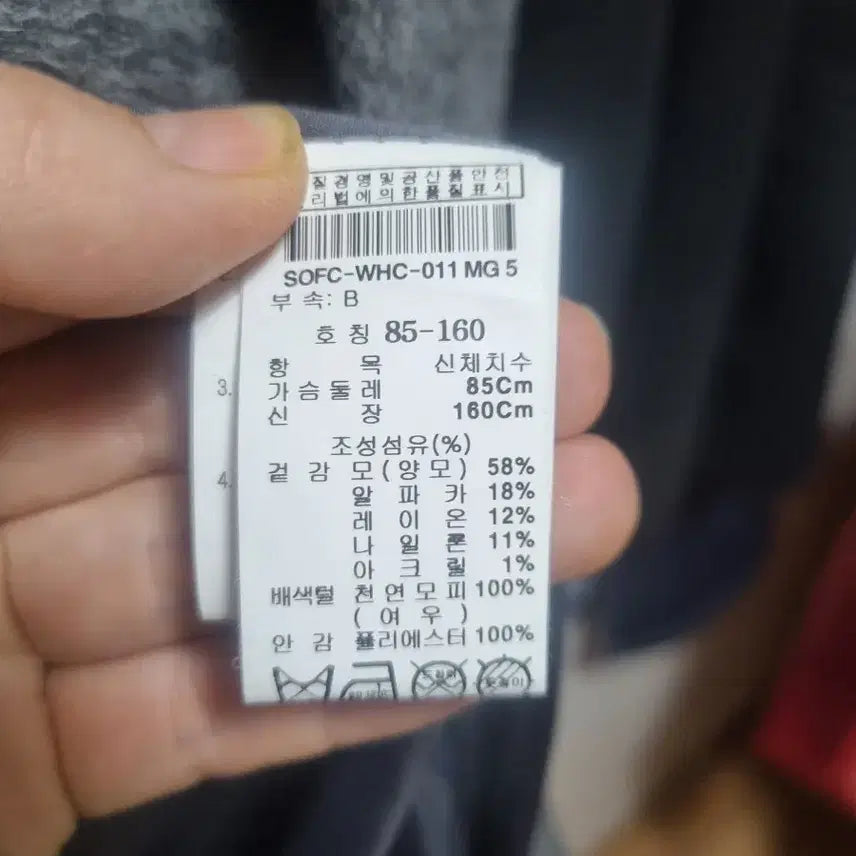 질경영및공산품안전
리법에의한품질표시
SOFC-WHC-011 MG 5
부 속: B
호 칭 85-160
항 목 신체치수
가슴둘레 85Cm
신 장 160Cm
조성섬유(%)
겉 감 모(양모) 58%
알 파 카 18%
레 이 온 12%
나 일 론 11%
아 크 릴 1%
배색털 천연모피 100%
(여우)
안 감 폴리에스터 100%
3.
4.